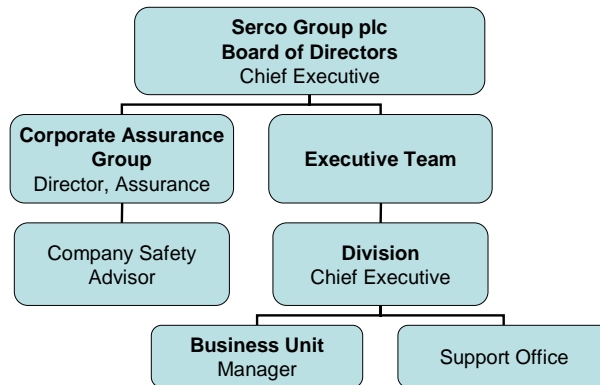 Serco Group plc
Board of Directors
Chief Executive
Corporate Assurance
Group
Director, Assurance
Executive Team
Company Safety
Advisor
Division
Chief Executive
Business Unit
Manager
Support Office